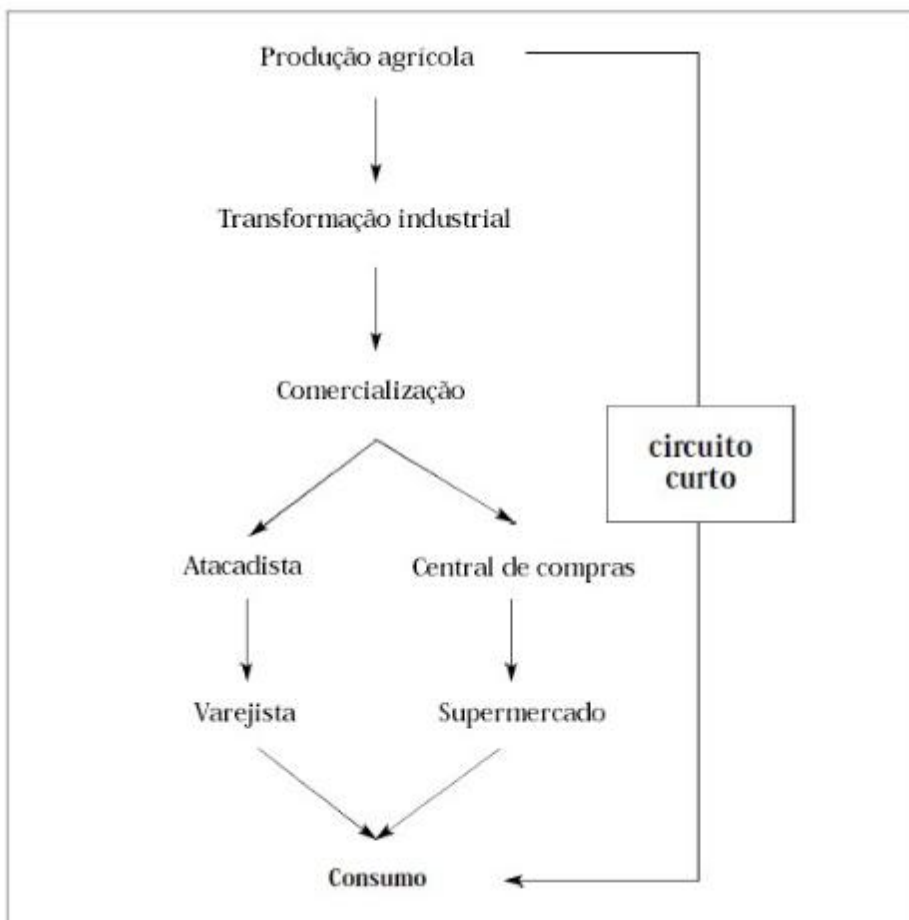 Produção agrícola
Transformação industrial
Comercialização
circuito
curto
Atacadista
Central de compras
Varejista
Supermercado
Consumo